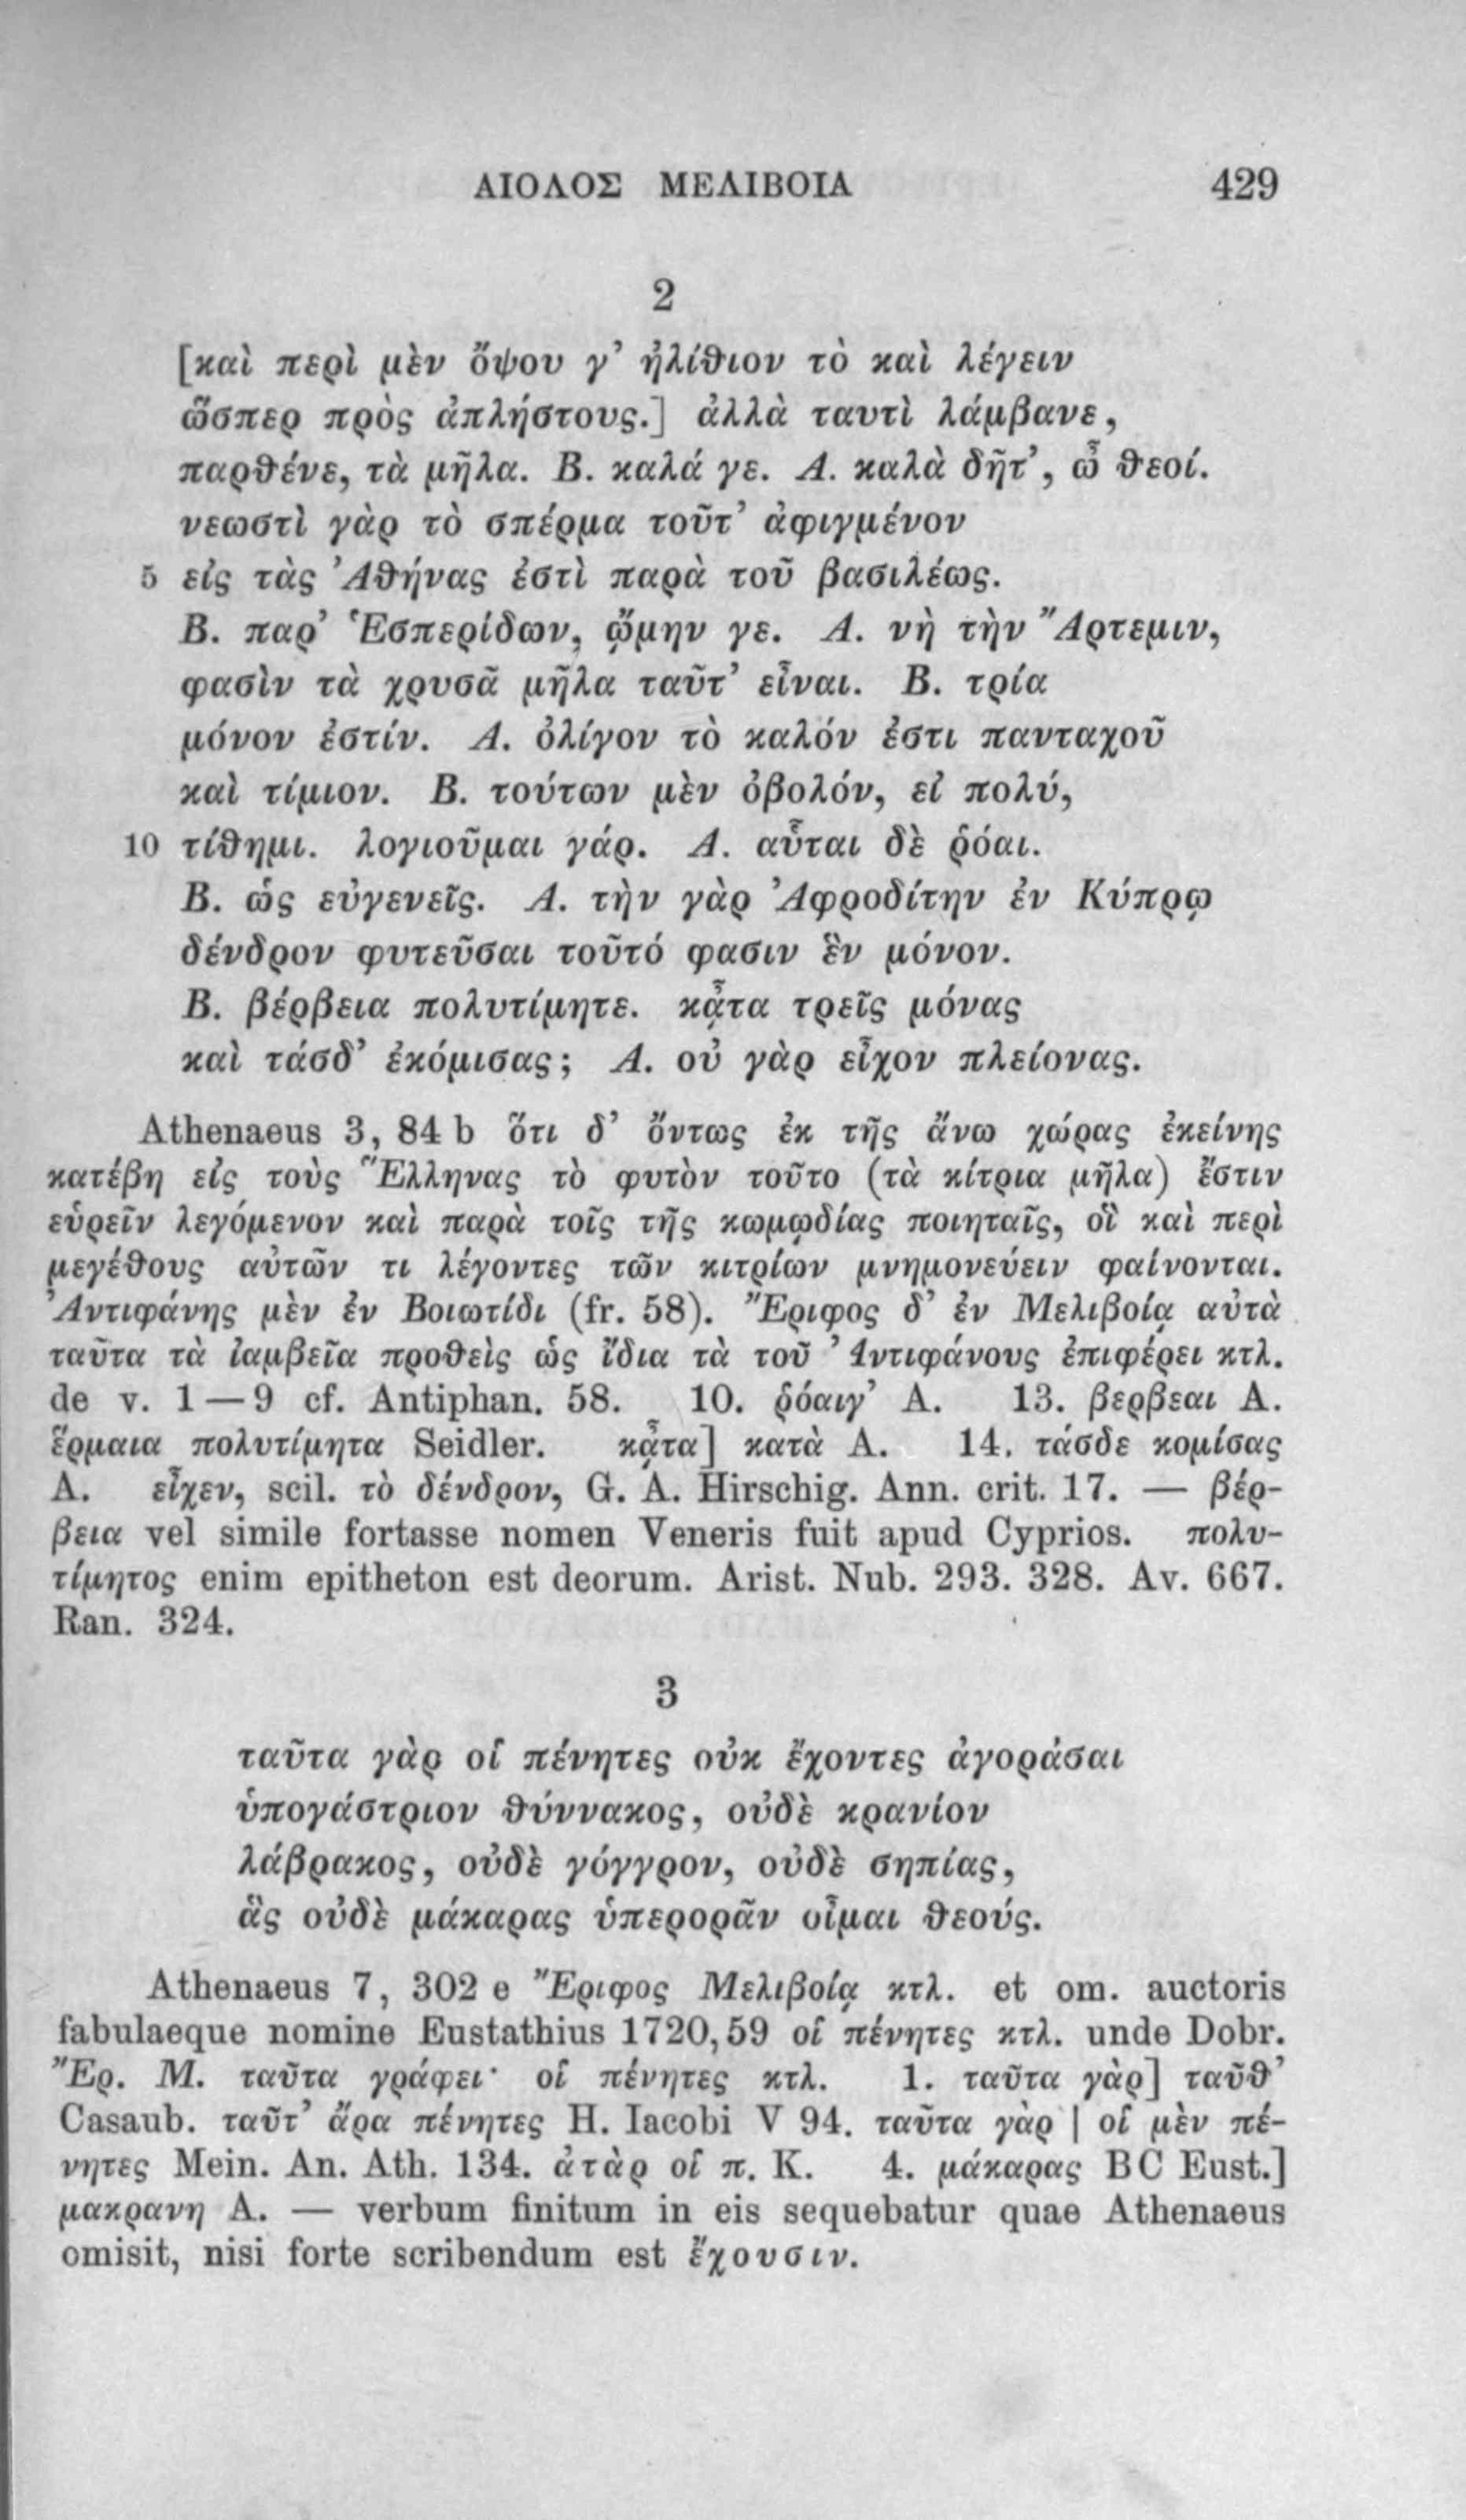 ΑΙΟΛΟΣ ΜΕΛΙΒΟΙΑ 429
2
[καὶ περὶ μὲν ὄψου γ’ ἠλίθιον τὸ καὶ λέγειν
ὥσπερ πρὸς ἀπλήστους.] ἀλλὰ ταυτὶ λάμβανε,
παρθένε, τὰ μῆλα. Β. καλά γε. Α. καλὰ δῆτ’, ὦ θεοί.
νεωστὶ γὰρ τὸ σπέρμα τοῦτ’ ἀφιγμένον
5 εἰς τὰς Ἀθήνας ἐστὶ παρὰ τοῦ βασιλέως.
Β. παρ’ Ἑσπερίδων, ᾤμην γε. Α. νὴ τὴν Ἄρτεμιν,
φασὶν τὰ χρυσᾶ μῆλα ταῦτ’ εἶναι. Β. τρία
μόνον ἐστίν. Α. ὀλίγον τὸ καλόν ἐστι πανταχοῦ
καὶ τίμιον. Β. τούτων μὲν ὀβολόν, εἰ πολύ,
10 τίθημι. λογιοῦμαι γάρ. Α. αὗται δὲ ῥόαι.
Β. ὡς εὐγενεῖς. Α. τὴν γὰρ Ἀφροδίτην ἐν Κύπρῳ
δένδρον φυτεῦσαι τοῦτό φασιν ἓν μόνον.
Β. βέρβεια πολυτίμητε. κᾆτα τρεῖς μόνας
καὶ τάσδ’ ἐκόμισας; Α. οὐ γὰρ εἶχον πλείονας.
Athenaeus 3, 84 b ὅτι δ’ ὄντως ἐκ τῆς ἄνω χώρας ἐκείνης
κατέβη εἰς τοὺς Ἕλληνας τὸ φυτὸν τοῦτο (τὰ κίτρια μῆλα) ἔστιν
εὑρεῖν λεγόμενον καὶ παρὰ τοῖς τῆς κωμῳδίας ποιηταῖς, οἳ καὶ περὶ
μεγέθους αὐτῶν τι λέγοντες τῶν κιτρίων μνημονεύειν φαίνονται.
Ἀντιφάνης μὲν ἐν Βοιωτίδι (fr. 58). Ἔριφος δ’ ἐν Μελιβοίᾳ αὐτὰ
ταῦτα τὰ ἰαμβεῖα προθεὶς ὡς ἴδια τὰ τοῦ Ἀντιφάνους ἐπιφέρει κτλ.
de v. 1—9 cf. Antiphan. 58. 10. ῥόαιγ’ A. 13. βερβεαι A.
ἕρμαια πολυτίμητα Seidler. κᾆτα] κατὰ A. 14. τάσδε κομίσας
A. εἶχεν, scil. τὸ δένδρον, G. A. Hirschig. Ann. crit. 17. — βέρ-
βεια vel simile fortasse nomen Veneris fuit apud Cyprios. πολυ-
τίμητος enim epitheton est deorum. Arist. Nub. 293. 328. Av. 667.
Ran. 324.
3
ταῦτα γὰρ οἱ πένητες οὐκ ἔχοντες ἀγοράσαι
ὑπογάστριον θύννακος, οὐδὲ κρανίον
λάβρακος, οὐδὲ γόγγρον, οὐδὲ σηπίας,
ἃς οὐδὲ μάκαρας ὑπερορᾶν οἶμαι θεούς.
Athenaeus 7, 302 e Ἔριφος Μελιβοίᾳ κτλ. et om. auctoris
fabulaeque nomine Eustathius 1720,59 οἱ πένητες κτλ. unde Dobr.
Ἔρ. Μ. ταῦτα γράφει· οἱ πένητες κτλ. 1. ταῦτα γὰρ] ταῦθ’
Casaub. ταῦτ’ ἄρα πένητες H. Iacobi V 94. ταῦτα γὰρ | οἱ μὲν πέ-
νητες Mein. An. Ath. 134. ἀτὰρ οἱ π. K. 4. μάκαρας BC Eust.]
μακρανη A. — verbum finitum in eis sequebatur quae Athenaeus
omisit, nisi forte scribendum est ἔχουσιν.